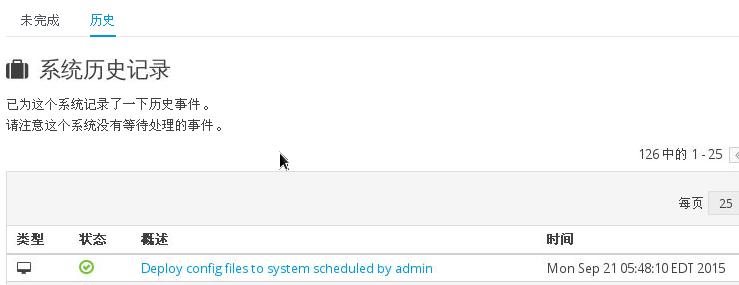 未完成 历史
系统历史记录
已为这个系统记录了一下历史事件。
请注意这个系统没有等待处理的事件。
126 中的 1 - 25
每页 25
类型 状态 概述 时间
Deploy config files to system scheduled by admin Mon Sep 21 05:48:10 EDT 2015